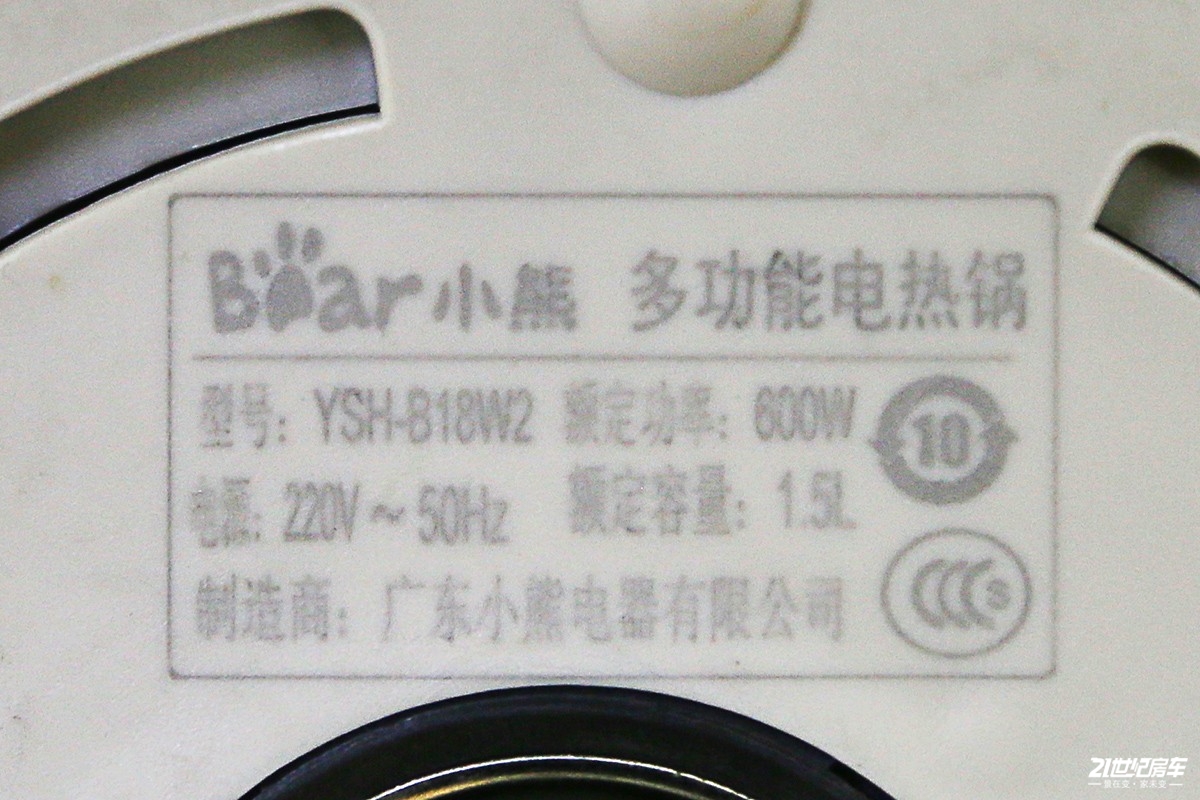 Bear小熊 多功能电热锅
型号: YSH-B18W2 额定功率: 600W
10
电源: 220V～50Hz 额定容量: 1.5L
制造商: 广东小熊电器有限公司
CCC S
21世纪房车